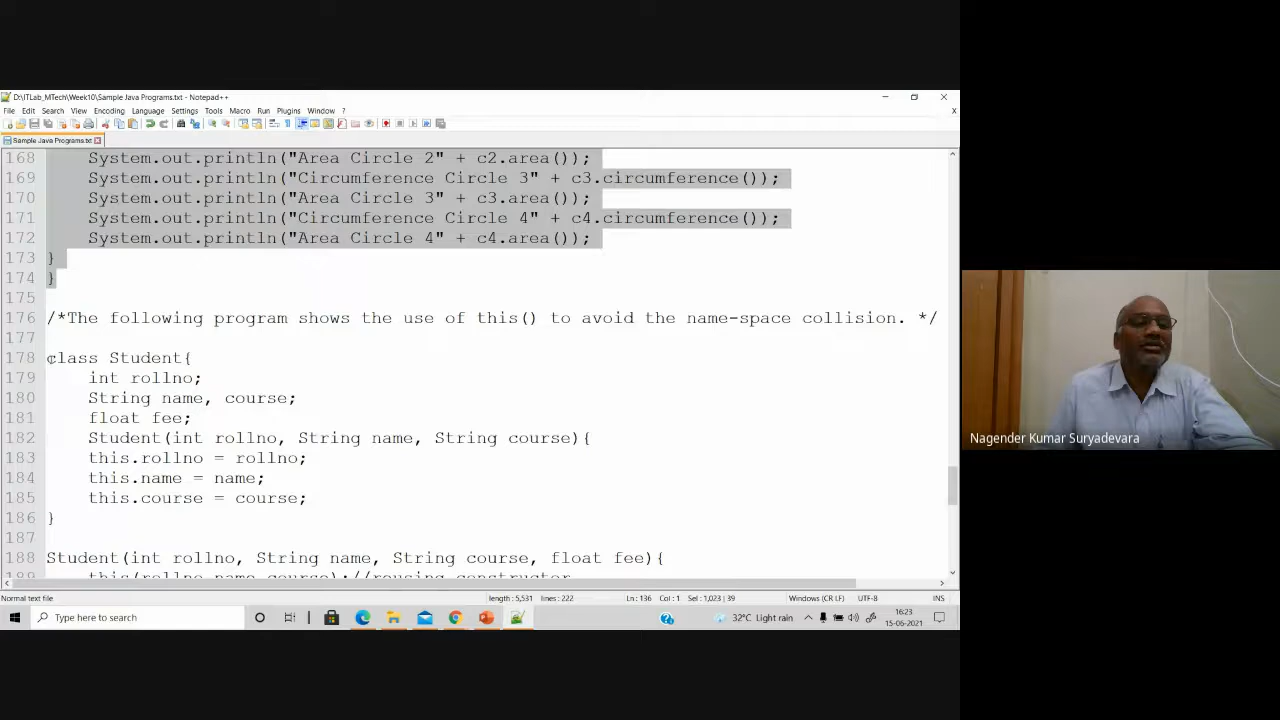 D:\ITLab_MTech\Week10\Sample Java Programs.txt - Notepad++
File Edit Search View Encoding Language Settings Tools Macro Run Plugins Window ? X
Sample Java Programs.txt
168 System.out.println("Area Circle 2" + c2.area());
169 System.out.println("Circumference Circle 3" + c3.circumference());
170 System.out.println("Area Circle 3" + c3.area());
171 System.out.println("Circumference Circle 4" + c4.circumference());
172 System.out.println("Area Circle 4" + c4.area());
173 }
174 }
175
176 /*The following program shows the use of this() to avoid the name-space collision. */
177
178 class Student{
179 int rollno;
180 String name, course;
181 float fee;
182 Student(int rollno, String name, String course){
183 this.rollno = rollno;
184 this.name = name;
185 this.course = course;
186 }
187
188 Student(int rollno, String name, String course, float fee){
189 this(rollno,name,course);//reusing constructor
Normal text file length : 5,531 lines : 222 Ln : 136 Col : 1 Sel : 1,023 | 39 Windows (CR LF) UTF-8 INS
Type here to search 32°C Light rain 16:23
15-06-2021
Nagender Kumar Suryadevara